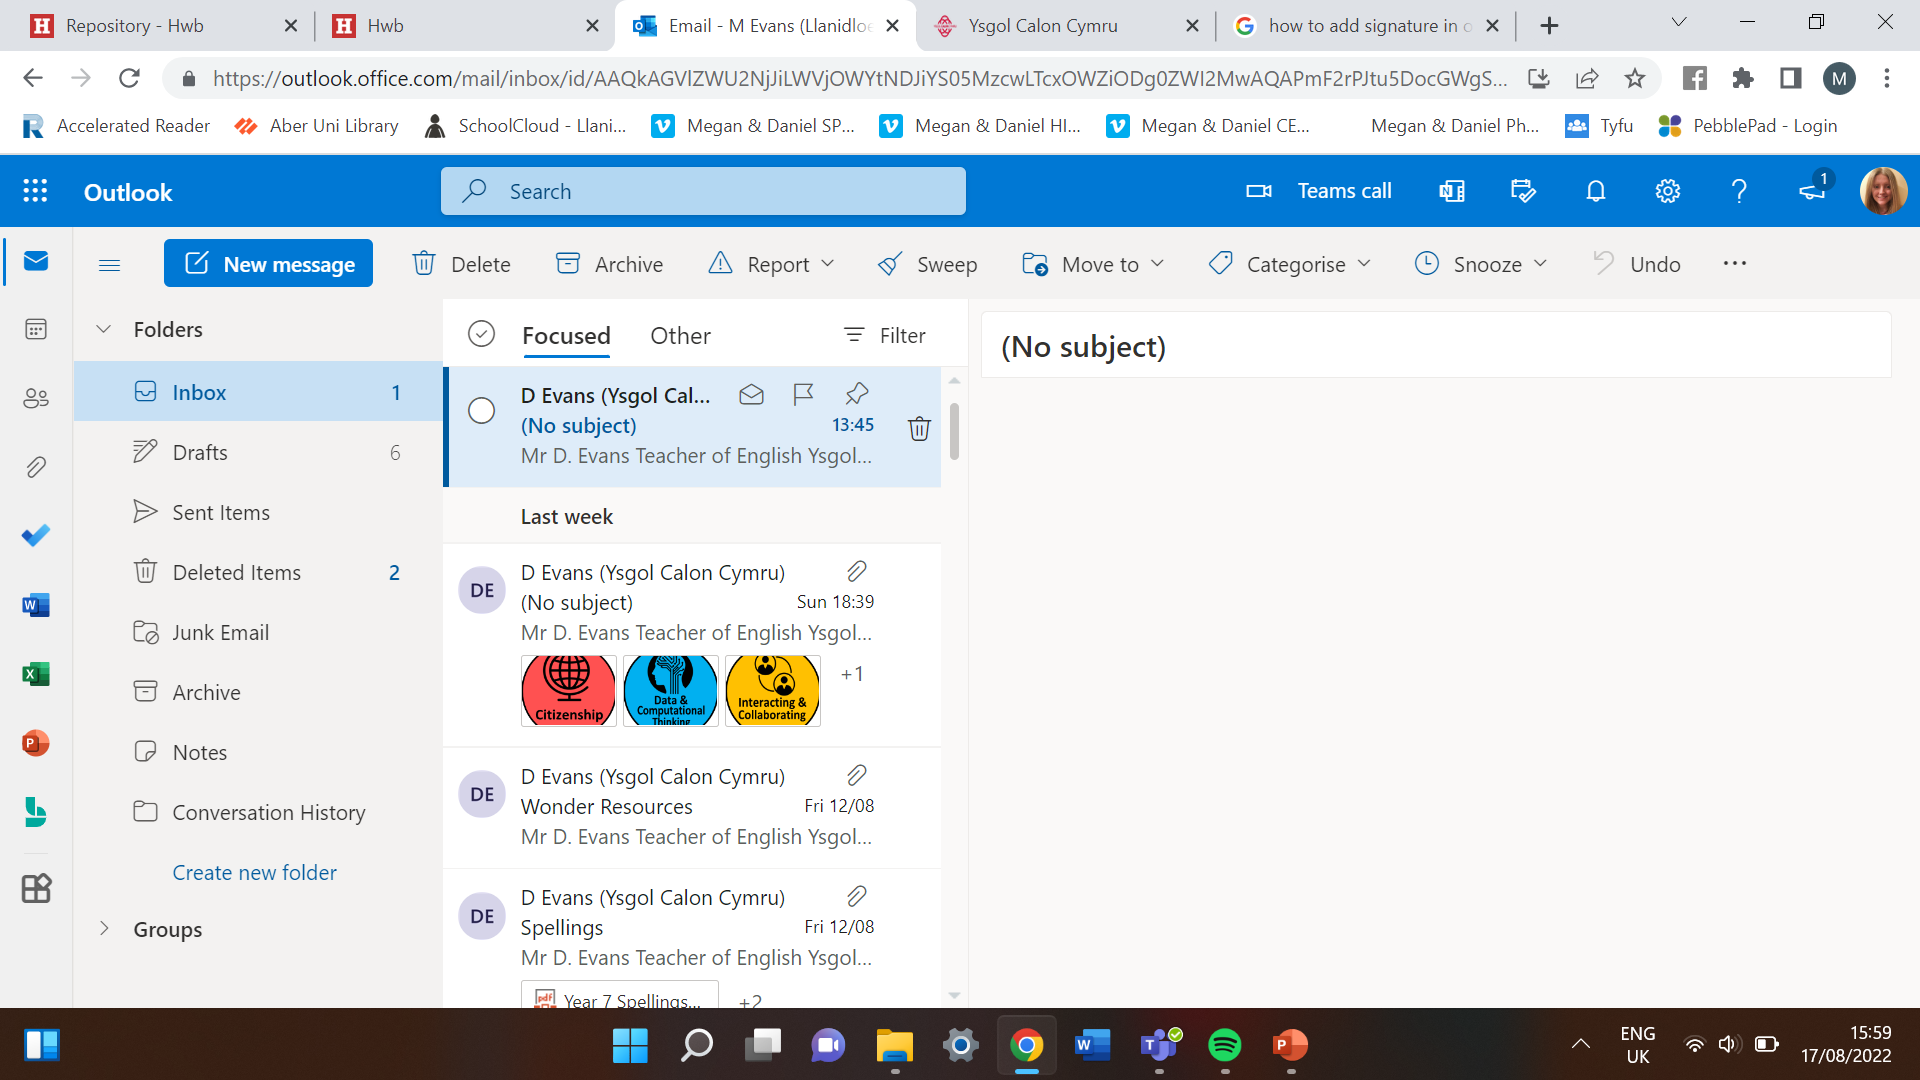 Repository - Hwb
Hwb
Email - M Evans (Llanidloe
Ysgol Calon Cymru
how to add signature in o
https://outlook.office.com/mail/inbox/id/AAQkAGVlZWU2NjJiLWVjOWYtNDJiYS05MzcwLTcxOWZiODg0ZWI2MwAQAPmF2rPJtu5DocGWgS...
M
Accelerated Reader
Aber Uni Library
SchoolCloud - Llani...
Megan & Daniel SP...
Megan & Daniel HI...
Megan & Daniel CE...
Megan & Daniel Ph...
Tyfu
PebblePad - Login
Outlook
Search
Teams call
1
New message
Delete
Archive
Report
Sweep
Move to
Categorise
Snooze
Undo
Folders
Inbox 1
Drafts 6
Sent Items
Deleted Items 2
Junk Email
Archive
Notes
Conversation History
Create new folder
Groups
Focused
Other
Filter
D Evans (Ysgol Cal...
(No subject) 13:45
Mr D. Evans Teacher of English Ysgol...
Last week
DE
D Evans (Ysgol Calon Cymru)
(No subject) Sun 18:39
Mr D. Evans Teacher of English Ysgol...
Citizenship
Data &
Computational
Thinking
Interacting &
Collaborating
+1
DE
D Evans (Ysgol Calon Cymru)
Wonder Resources Fri 12/08
Mr D. Evans Teacher of English Ysgol...
DE
D Evans (Ysgol Calon Cymru)
Spellings Fri 12/08
Mr D. Evans Teacher of English Ysgol...
pdf
Year 7 Spellings...
+2
(No subject)
ENG
UK
15:59
17/08/2022